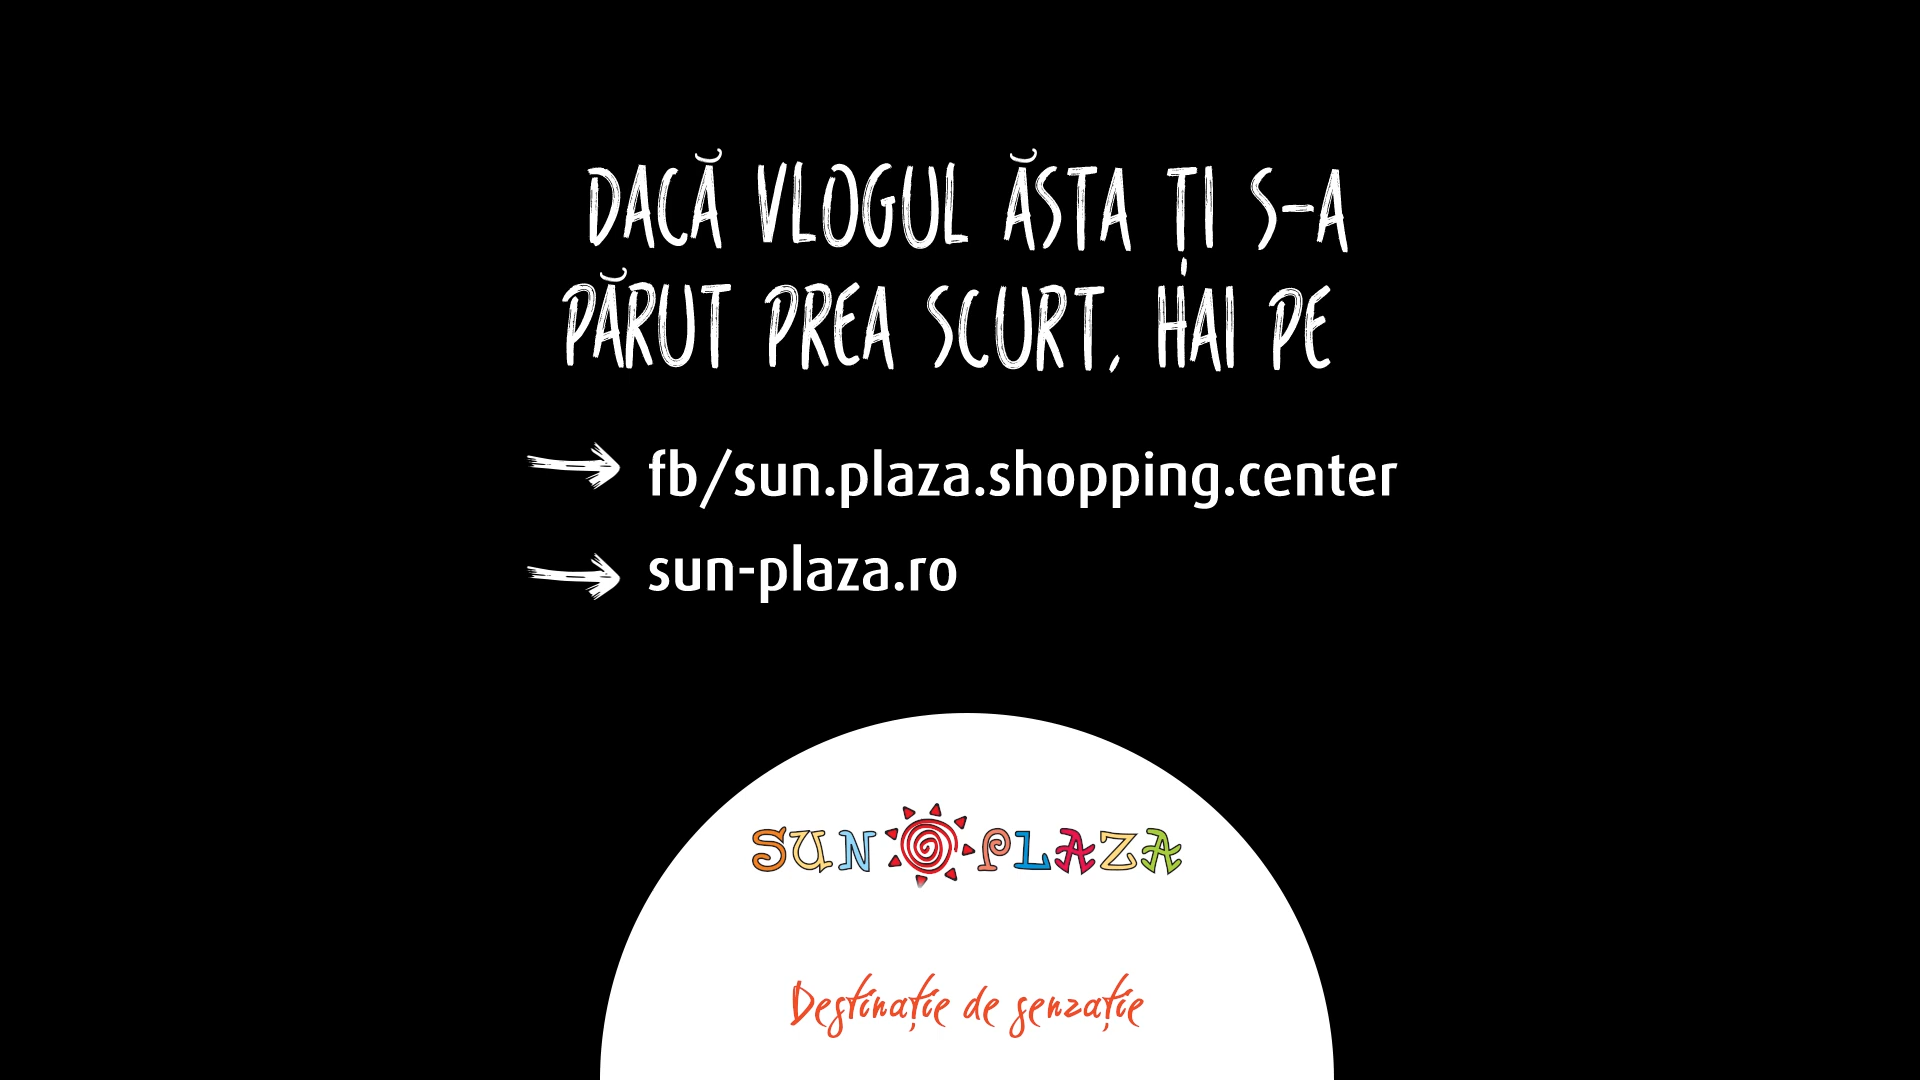 DACĂ VLOGUL ĂSTA ȚI S-A
PĂRUT PREA SCURT, HAI PE
fb/sun.plaza.shopping.center
sun-plaza.ro
SUN PLAZA
Destinație de senzație